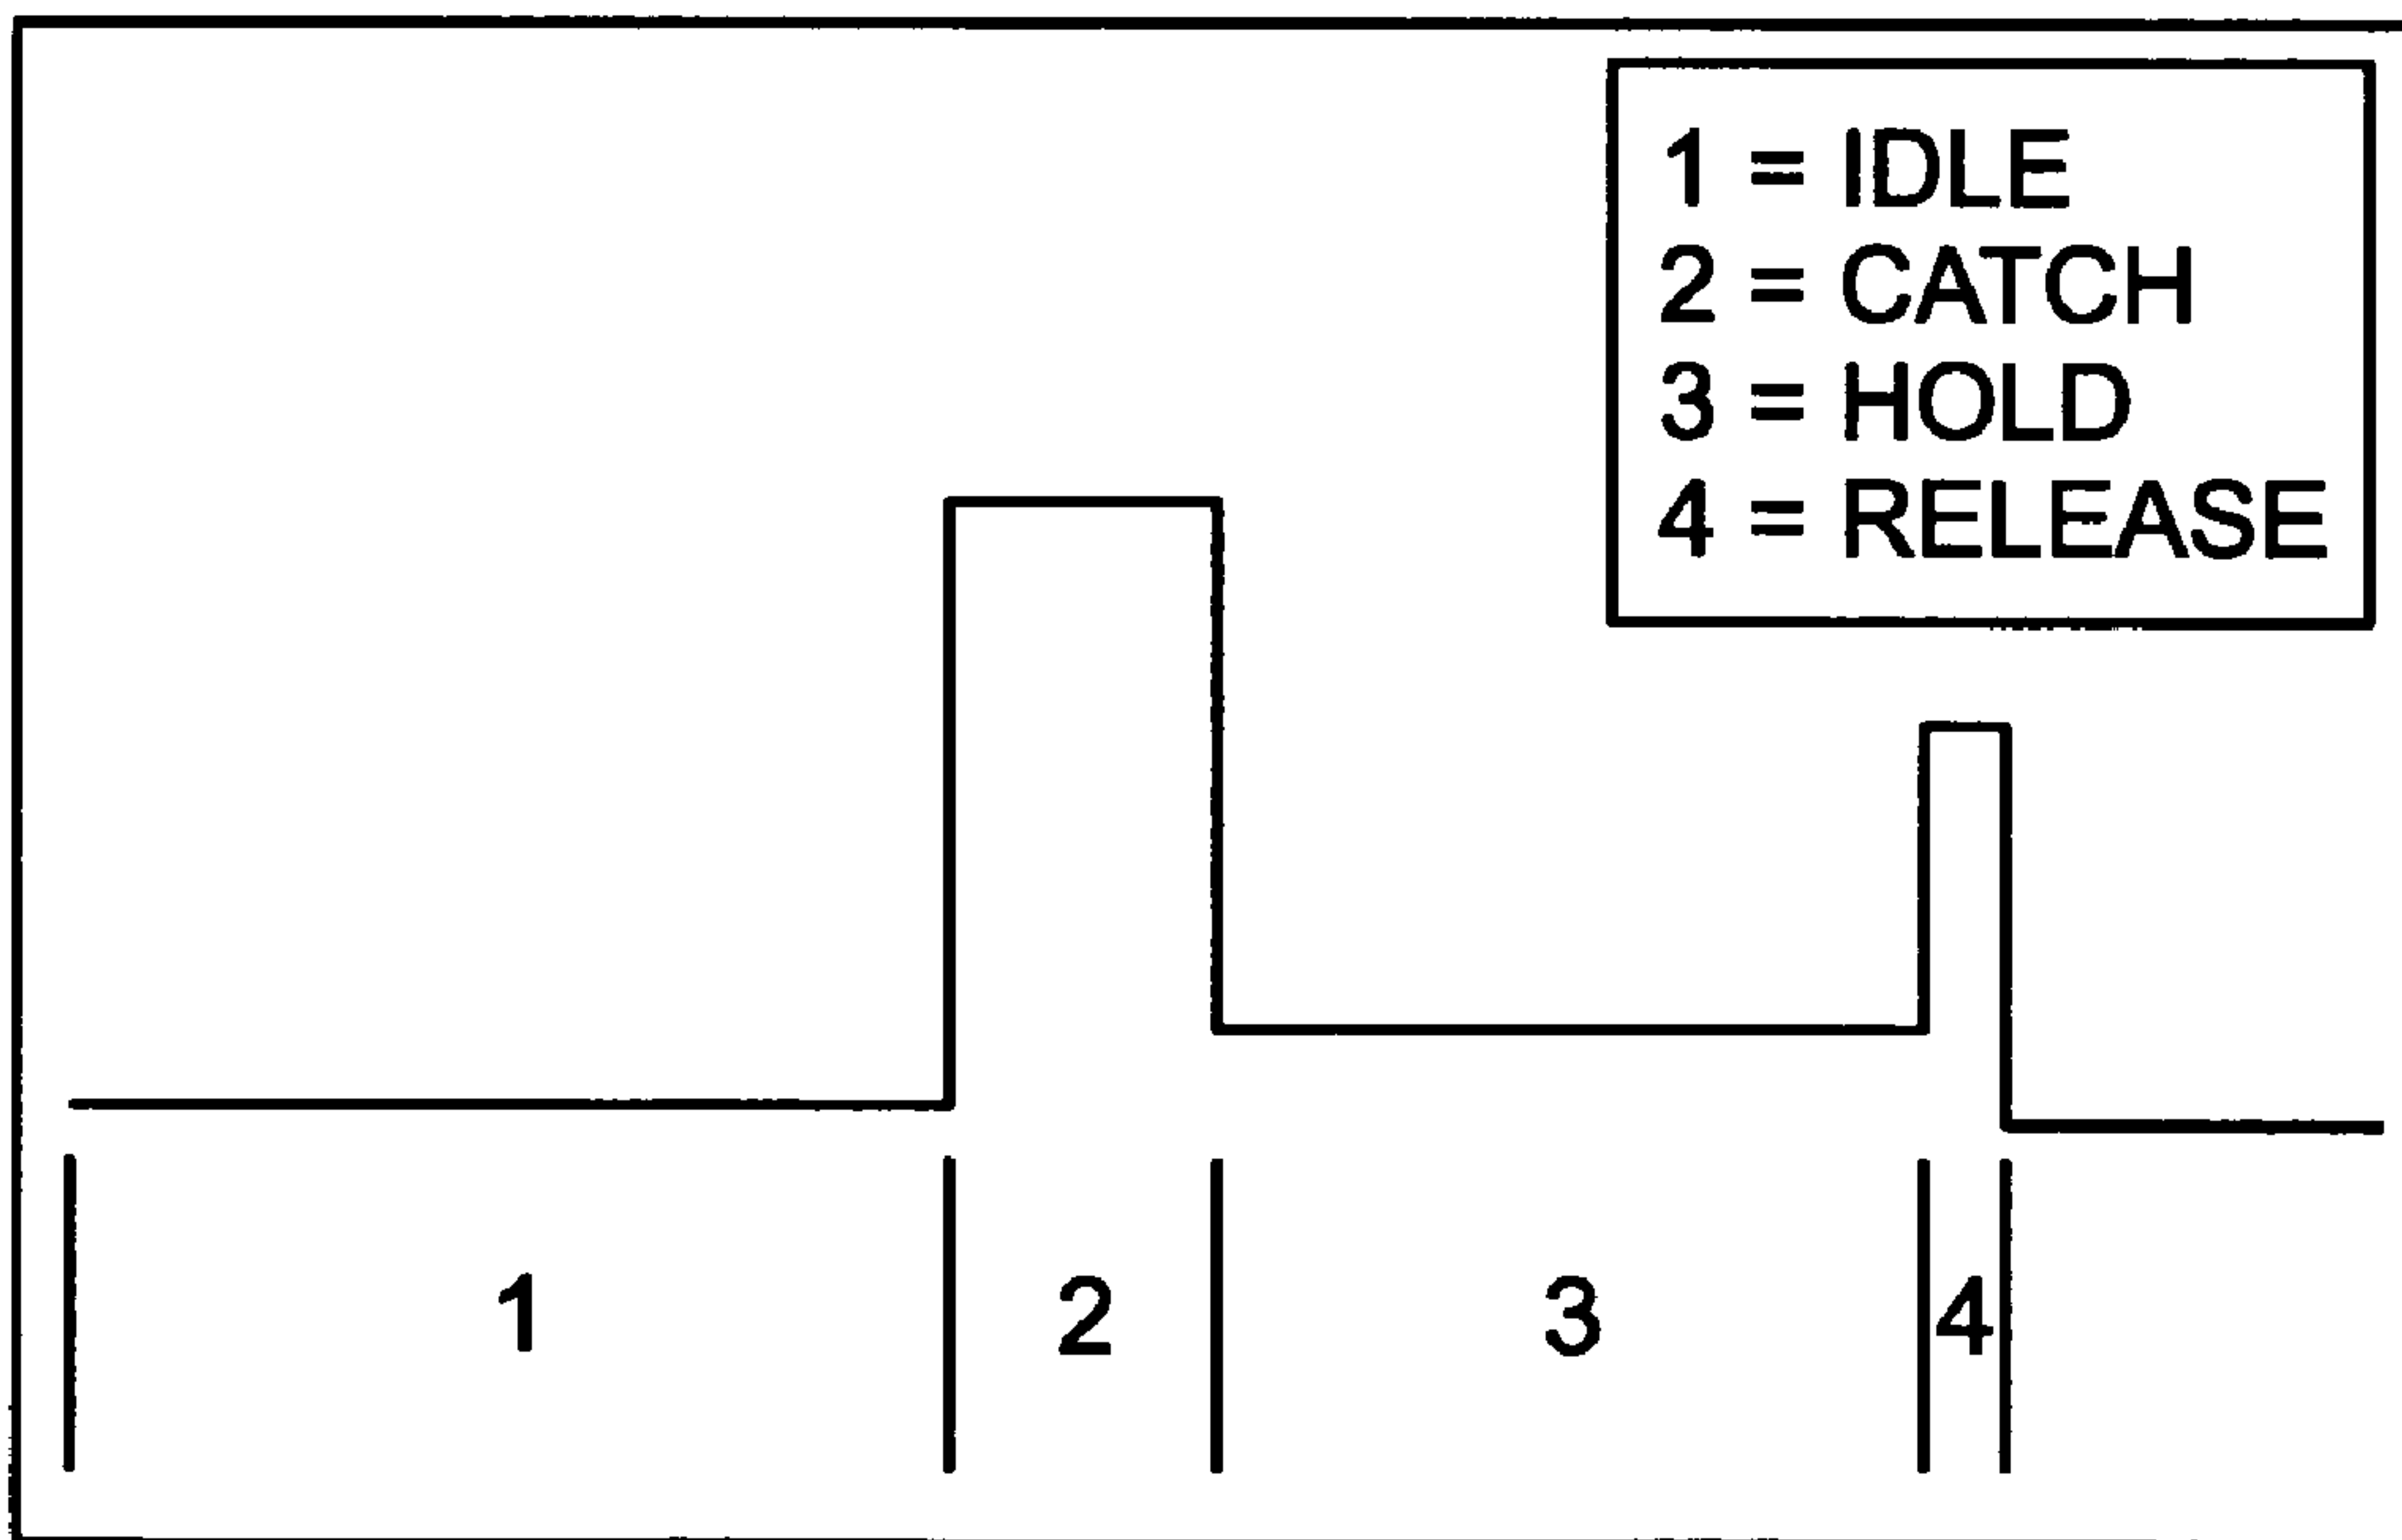 1 = IDLE
2 = CATCH
3 = HOLD
4 = RELEASE
1 2 3 4